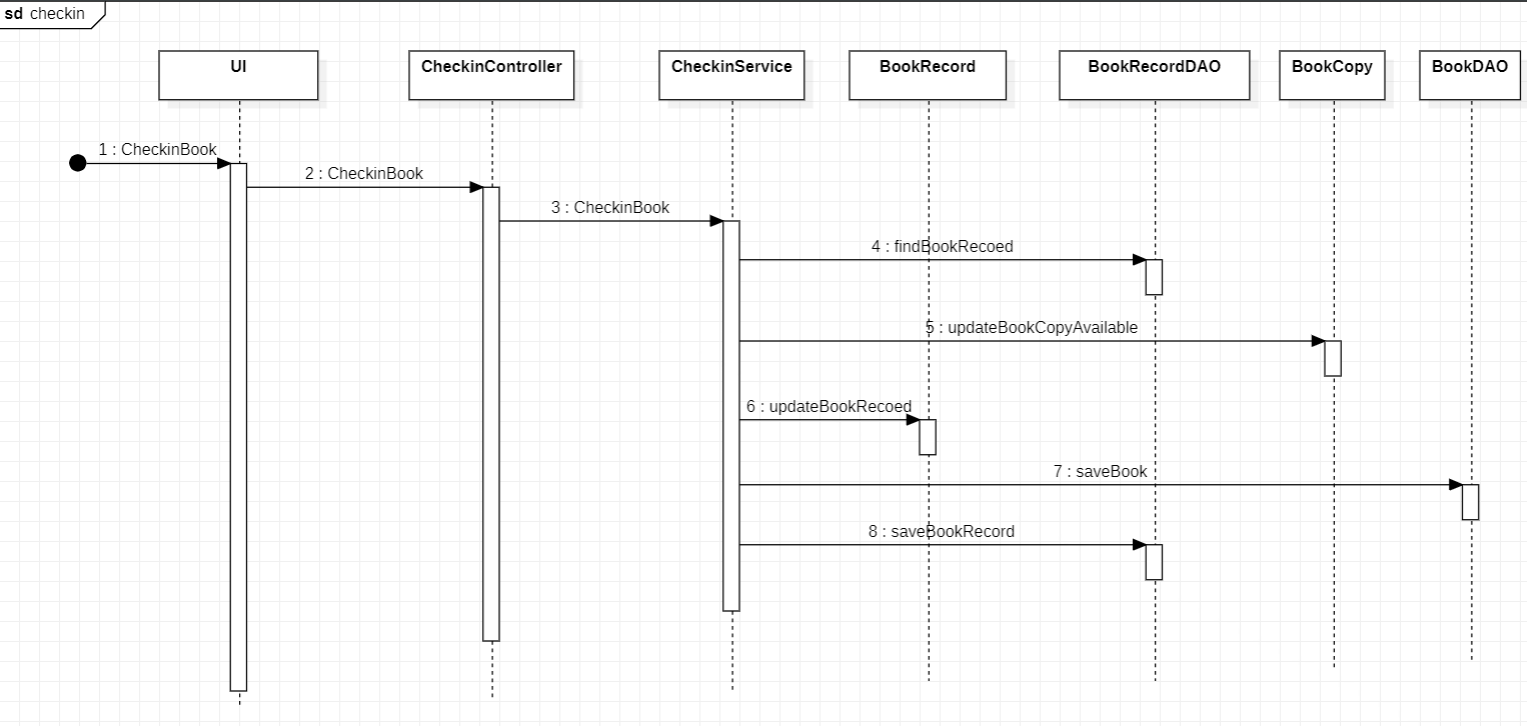 sd checkin
UI
CheckinController
CheckinService
BookRecord
BookRecordDAO
BookCopy
BookDAO
1 : CheckinBook
2 : CheckinBook
3 : CheckinBook
4 : findBookRecoed
5 : updateBookCopyAvailable
6 : updateBookRecoed
7 : saveBook
8 : saveBookRecord